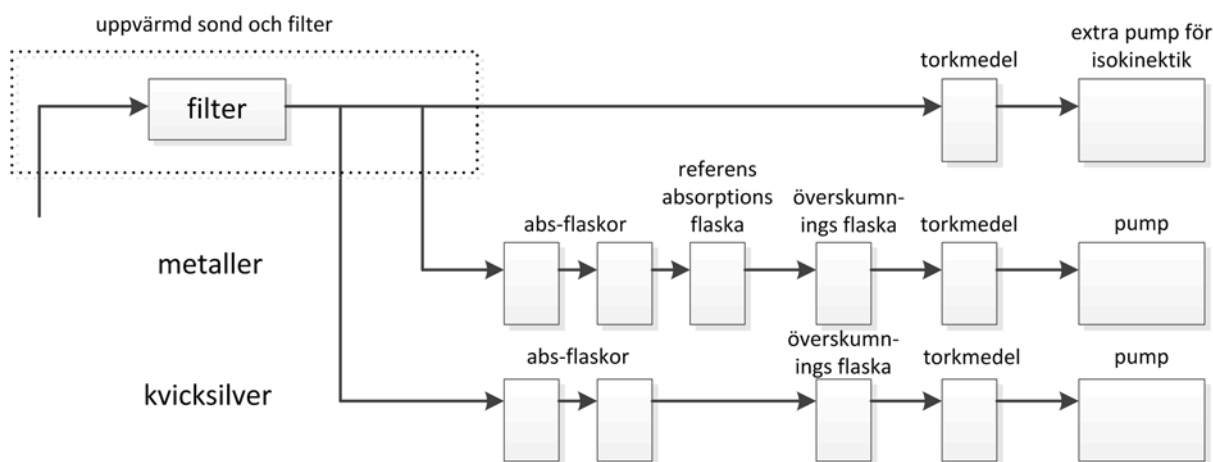 uppvärmd sond och filter
filter
torkmedel
extra pump för
isokinektik
metaller
abs-flaskor
referens
absorptions
flaska
överskumn-
ings flaska
torkmedel
pump
kvicksilver
abs-flaskor
överskumn-
ings flaska
torkmedel
pump